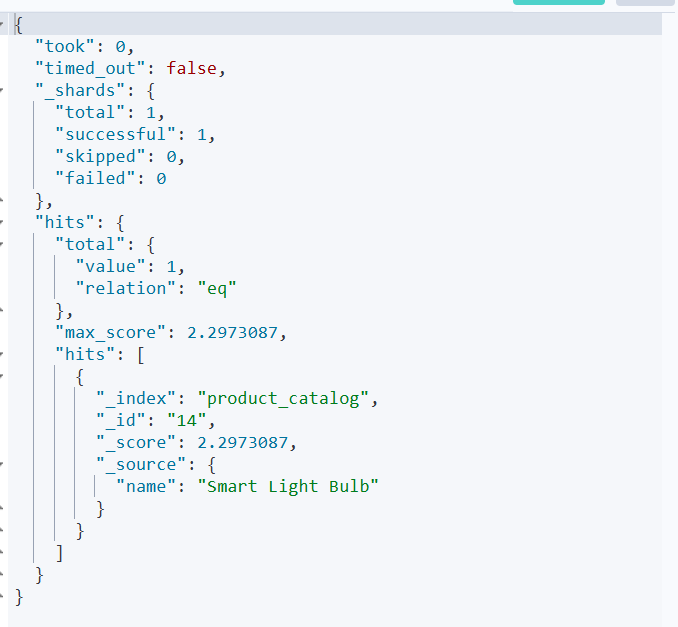 {
  "took": 0,
  "timed_out": false,
  "_shards": {
    "total": 1,
    "successful": 1,
    "skipped": 0,
    "failed": 0
  },
  "hits": {
    "total": {
      "value": 1,
      "relation": "eq"
    },
    "max_score": 2.2973087,
    "hits": [
      {
        "_index": "product_catalog",
        "_id": "14",
        "_score": 2.2973087,
        "_source": {
          "name": "Smart Light Bulb"
        }
      }
    ]
  }
}